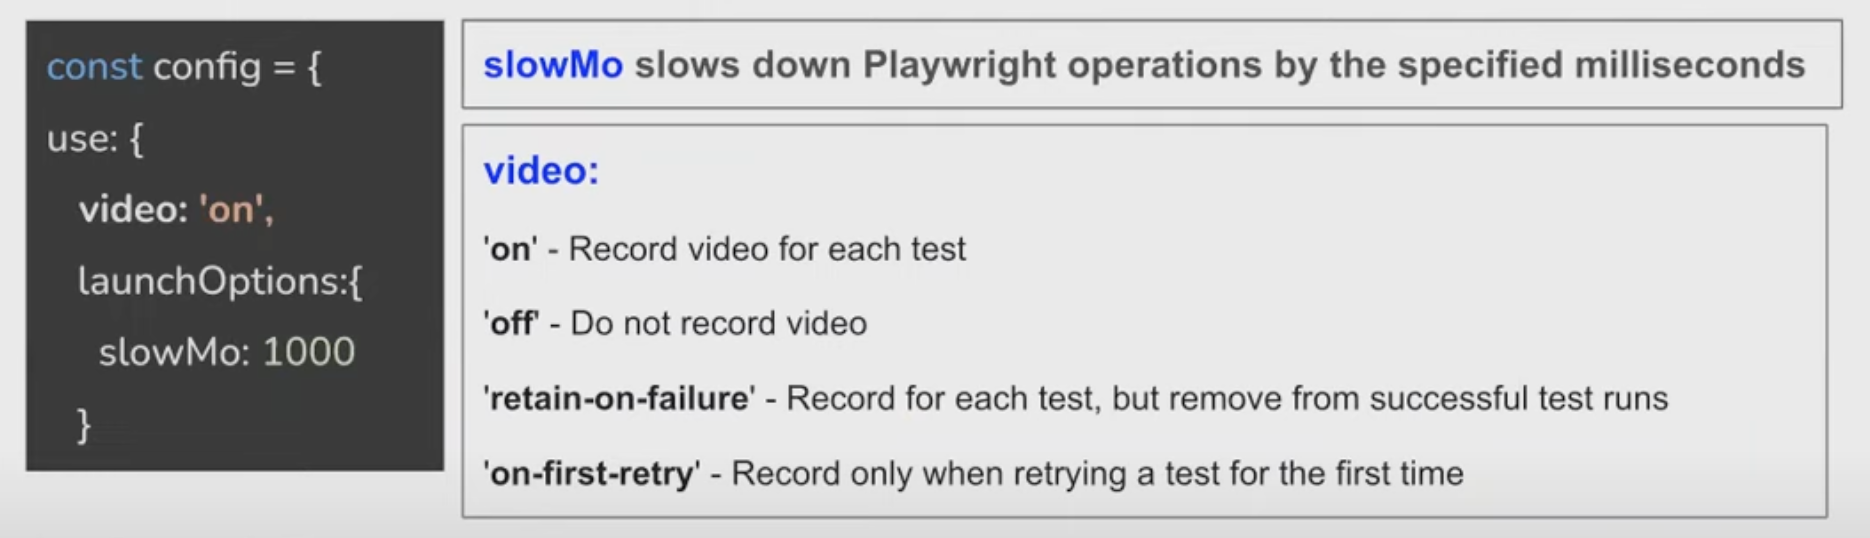 const config = {
use: {
video: 'on',
launchOptions:{
slowMo: 1000
}
slowMo slows down Playwright operations by the specified milliseconds
video:
'on' - Record video for each test
'off' - Do not record video
'retain-on-failure' - Record for each test, but remove from successful test runs
'on-first-retry' - Record only when retrying a test for the first time